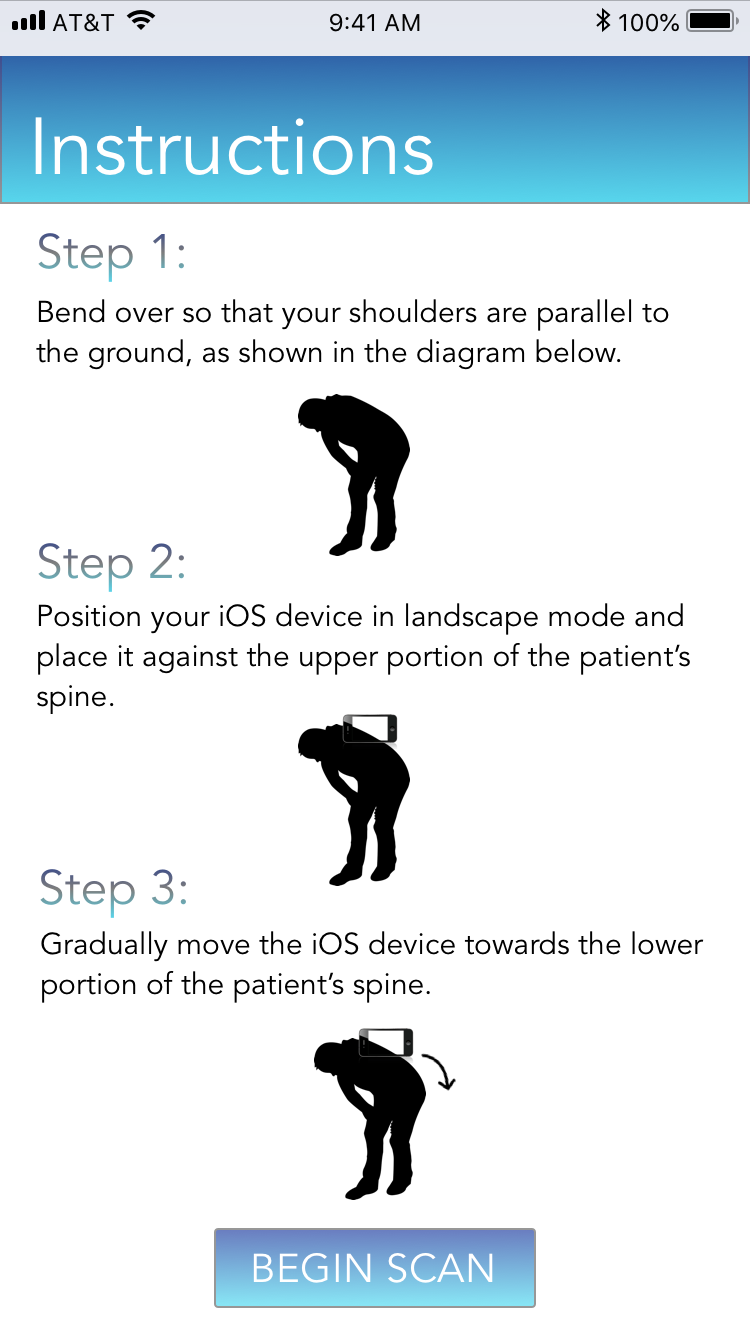 AT&T 9:41 AM 100%
Instructions
Step 1:
Bend over so that your shoulders are parallel to
the ground, as shown in the diagram below.
Step 2:
Position your iOS device in landscape mode and
place it against the upper portion of the patient’s
spine.
Step 3:
Gradually move the iOS device towards the lower
portion of the patient’s spine.
BEGIN SCAN